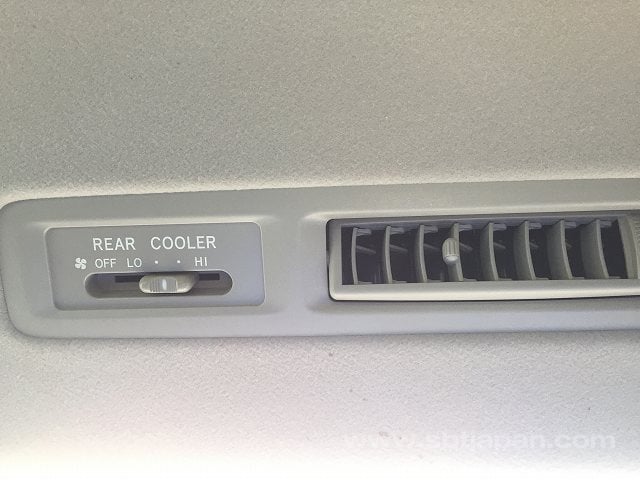 REAR COOLER
OFF LO · · HI
www.sbtjapan.com